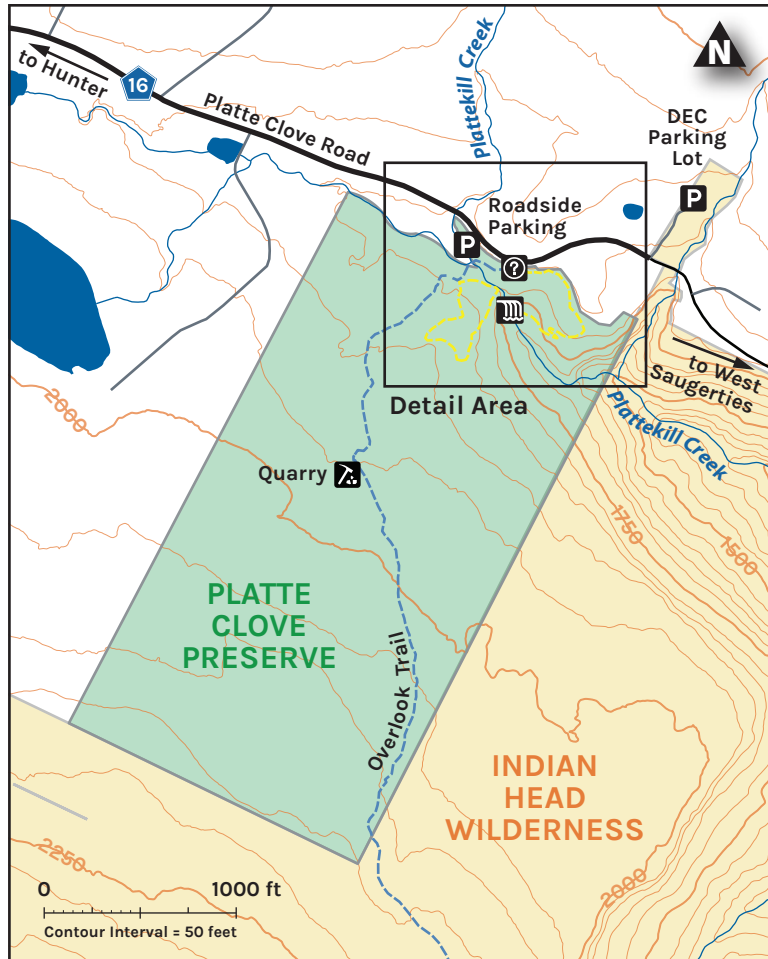 to Hunter
16
Platte Clove Road
Plattekill Creek
N
DEC
Parking
Lot
P
Roadside
Parking
P
?
to West
Saugerties
Detail Area
Plattekill Creek
2000
Quarry
1750
1500
PLATTE
CLOVE
PRESERVE
Overlook Trail
INDIAN
HEAD
WILDERNESS
2250
2000
0 1000 ft
Contour Interval = 50 feet